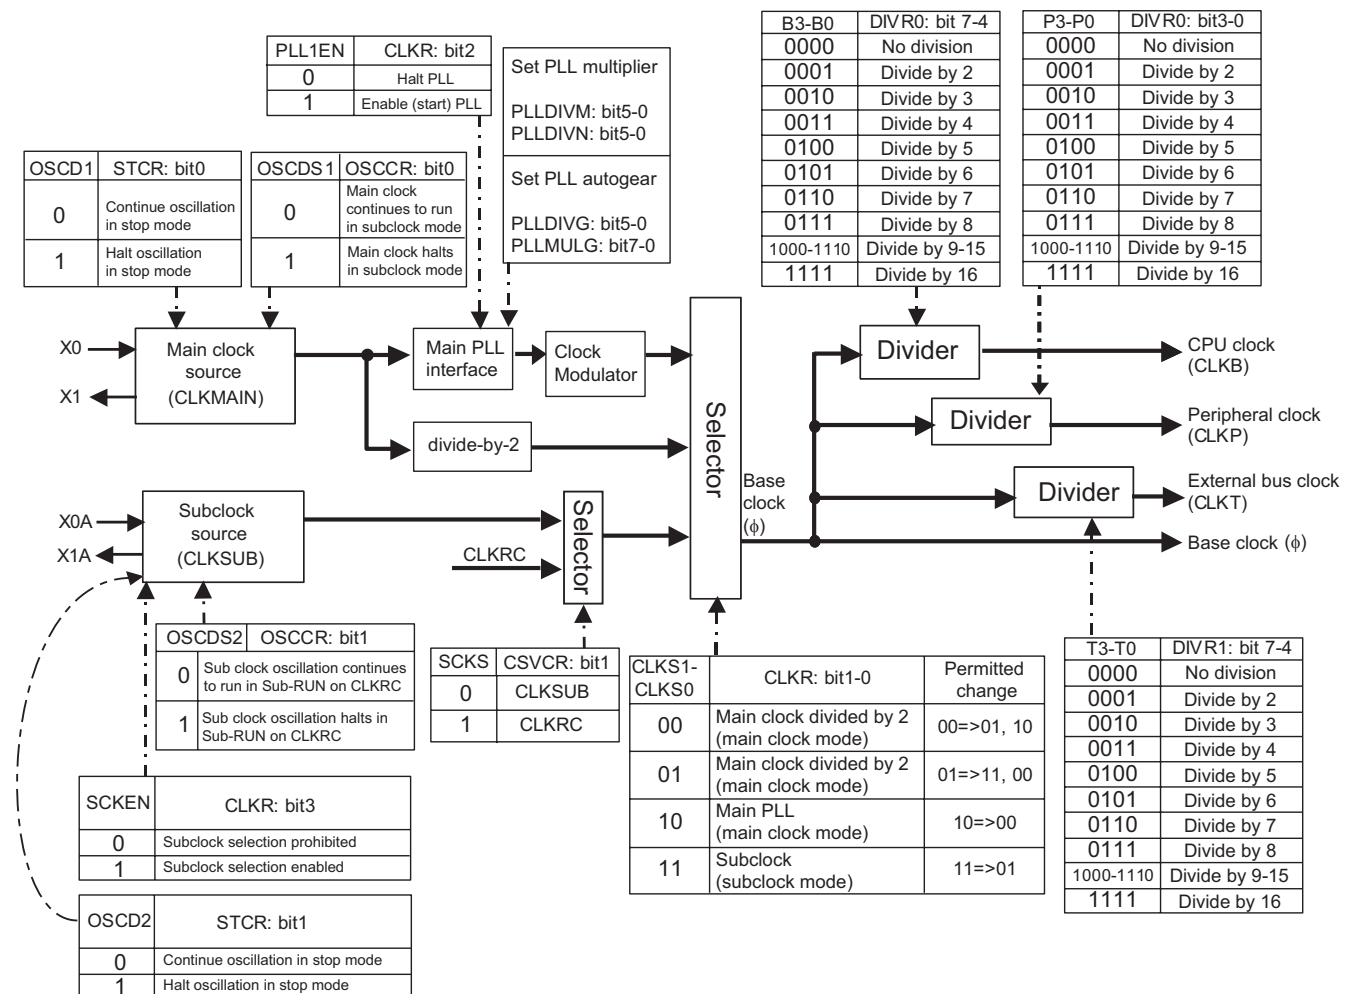 PLL1EN CLKR: bit2
0 Halt PLL
1 Enable (start) PLL
Set PLL multiplier
PLLDIVM: bit5-0
PLLDIVN: bit5-0
Set PLL autogear
PLLDIVG: bit5-0
PLLMULG: bit7-0
B3-B0 DIVR0: bit 7-4
0000 No division
0001 Divide by 2
0010 Divide by 3
0011 Divide by 4
0100 Divide by 5
0101 Divide by 6
0110 Divide by 7
0111 Divide by 8
1000-1110 Divide by 9-15
1111 Divide by 16
P3-P0 DIVR0: bit3-0
0000 No division
0001 Divide by 2
0010 Divide by 3
0011 Divide by 4
0100 Divide by 5
0101 Divide by 6
0110 Divide by 7
0111 Divide by 8
1000-1110 Divide by 9-15
1111 Divide by 16
OSCD1 STCR: bit0
0 Continue oscillation
in stop mode
1 Halt oscillation
in stop mode
OSCDS1 OSCCR: bit0
0 Main clock
continues to run
in subclock mode
1 Main clock halts
in subclock mode
X0
X1
Main clock
source
(CLKMAIN)
Main PLL
interface
Clock
Modulator
divide-by-2
Selector
Divider
CPU clock
(CLKB)
Divider
Peripheral clock
(CLKP)
Divider
External bus clock
(CLKT)
Base
clock
(ϕ)
Base clock (ϕ)
X0A
X1A
Subclock
source
(CLKSUB)
CLKRC
Selector
OSCDS2 OSCCR: bit1
0 Sub clock oscillation continues
to run in Sub-RUN on CLKRC
1 Sub clock oscillation halts in
Sub-RUN on CLKRC
SCKS CSVCR: bit1
0 CLKSUB
1 CLKRC
CLKS1-
CLKS0
CLKR: bit1-0
Permitted
change
00 Main clock divided by 2
(main clock mode) 00=>01, 10
01 Main clock divided by 2
(main clock mode) 01=>11, 00
10 Main PLL
(main clock mode) 10=>00
11 Subclock
(subclock mode) 11=>01
T3-T0 DIVR1: bit 7-4
0000 No division
0001 Divide by 2
0010 Divide by 3
0011 Divide by 4
0100 Divide by 5
0101 Divide by 6
0110 Divide by 7
0111 Divide by 8
1000-1110 Divide by 9-15
1111 Divide by 16
SCKEN CLKR: bit3
0 Subclock selection prohibited
1 Subclock selection enabled
OSCD2 STCR: bit1
0 Continue oscillation in stop mode
1 Halt oscillation in stop mode